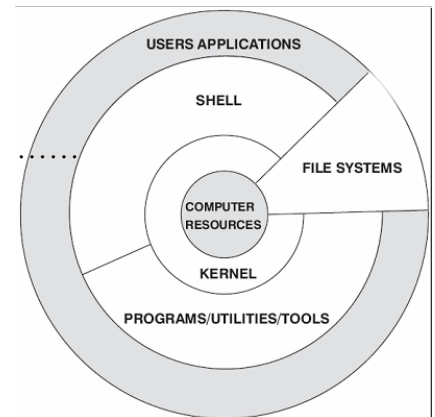 USERS APPLICATIONS
SHELL
FILE SYSTEMS
COMPUTER
RESOURCES
KERNEL
PROGRAMS/UTILITIES/TOOLS